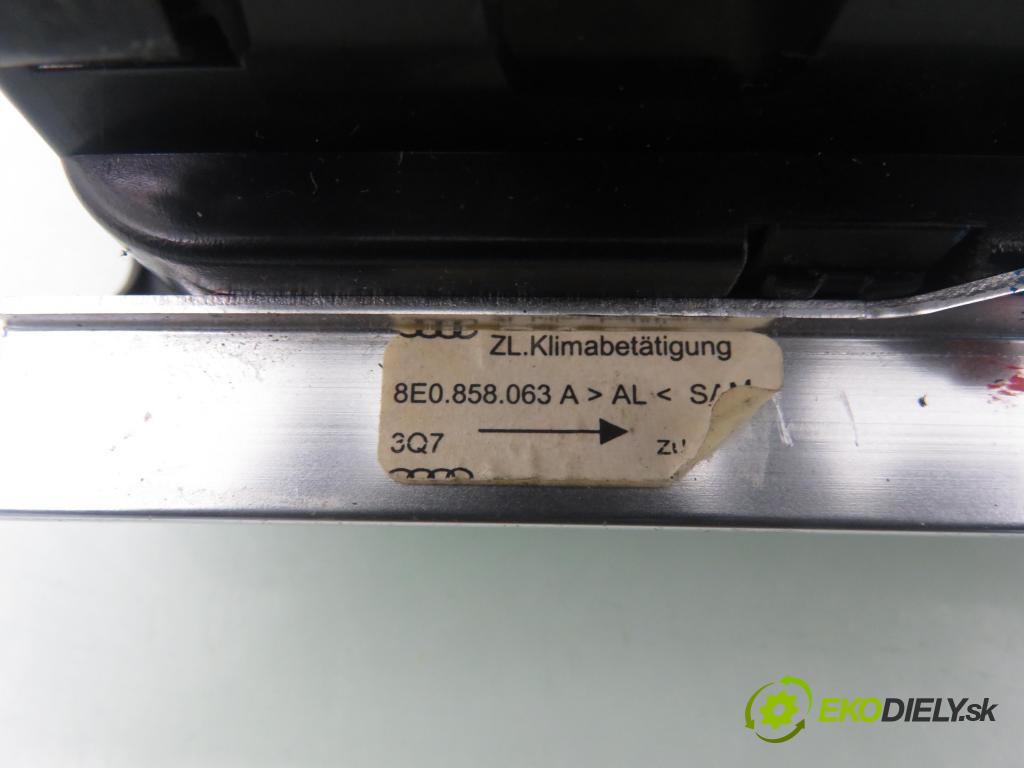 ZL.Klimabetätigung
8E0.858.063 A > AL <
3Q7
EKODIELY.sk